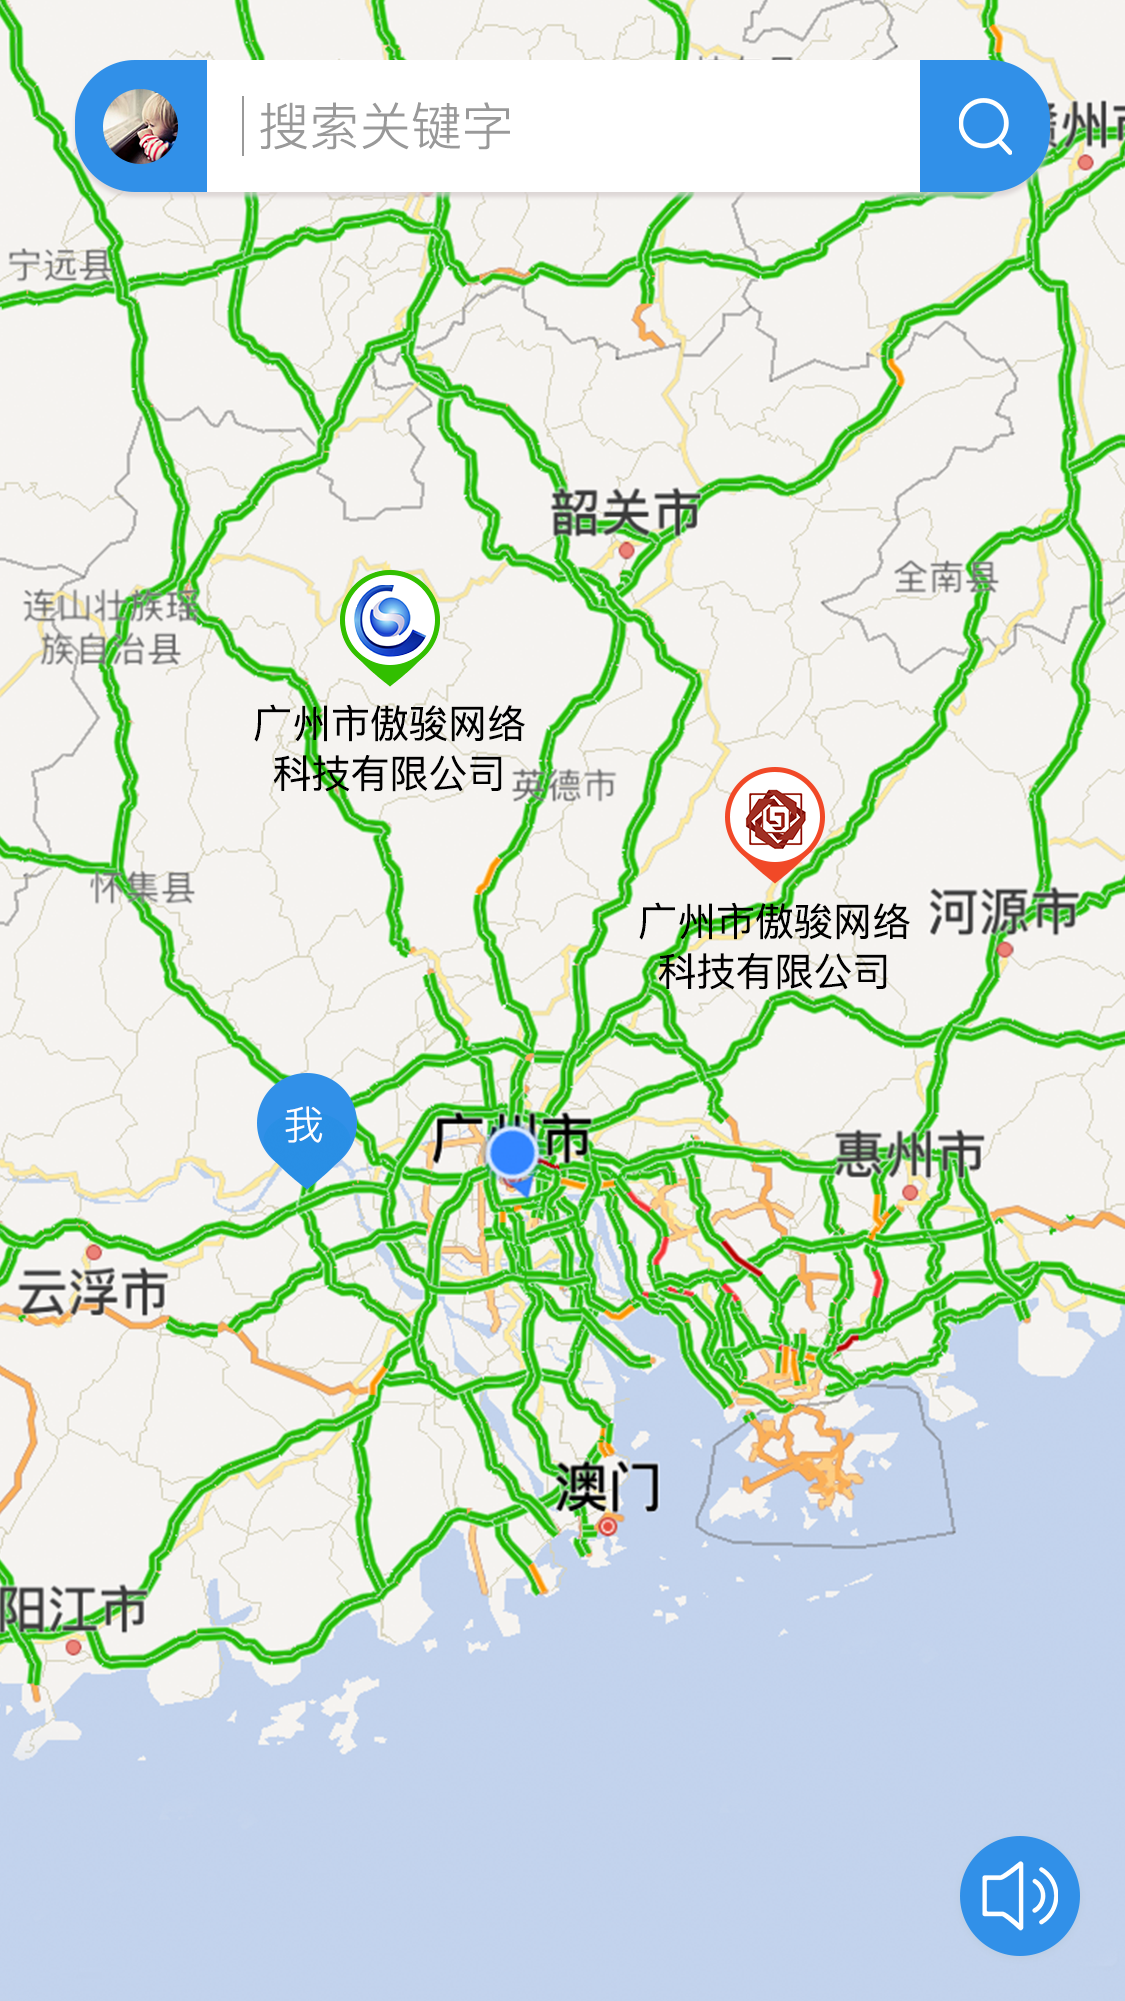 搜索关键字
州市
宁远县
韶关市
全南县
连山壮族瑶
族自治县
广州市傲骏网络
科技有限公司
英德市
怀集县
广州市傲骏网络
科技有限公司
河源市
我
广州市
惠州市
云浮市
澳门
阳江市